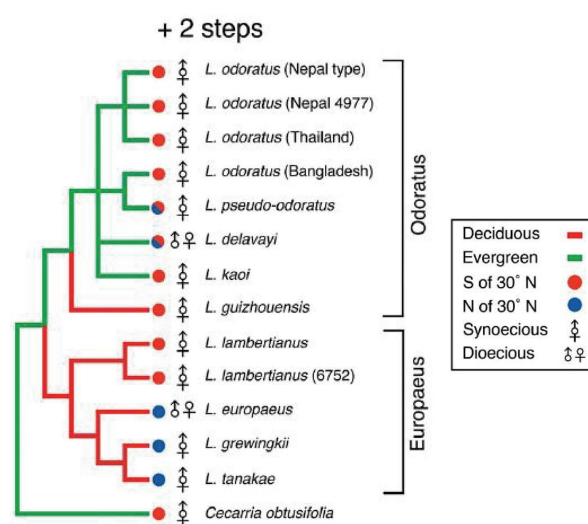 + 2 steps
L. odoratus (Nepal type)
L. odoratus (Nepal 4977)
L. odoratus (Thailand)
L. odoratus (Bangladesh)
L. pseudo-odoratus
L. delavayi
L. kaoi
L. guizhouensis
L. lambertianus
L. lambertianus (6752)
L. europaeus
L. grewingkii
L. tanakae
Cecarria obtusifolia
Odoratus
Europaeus
Deciduous
Evergreen
S of 30° N
N of 30° N
Synoecious
Dioecious